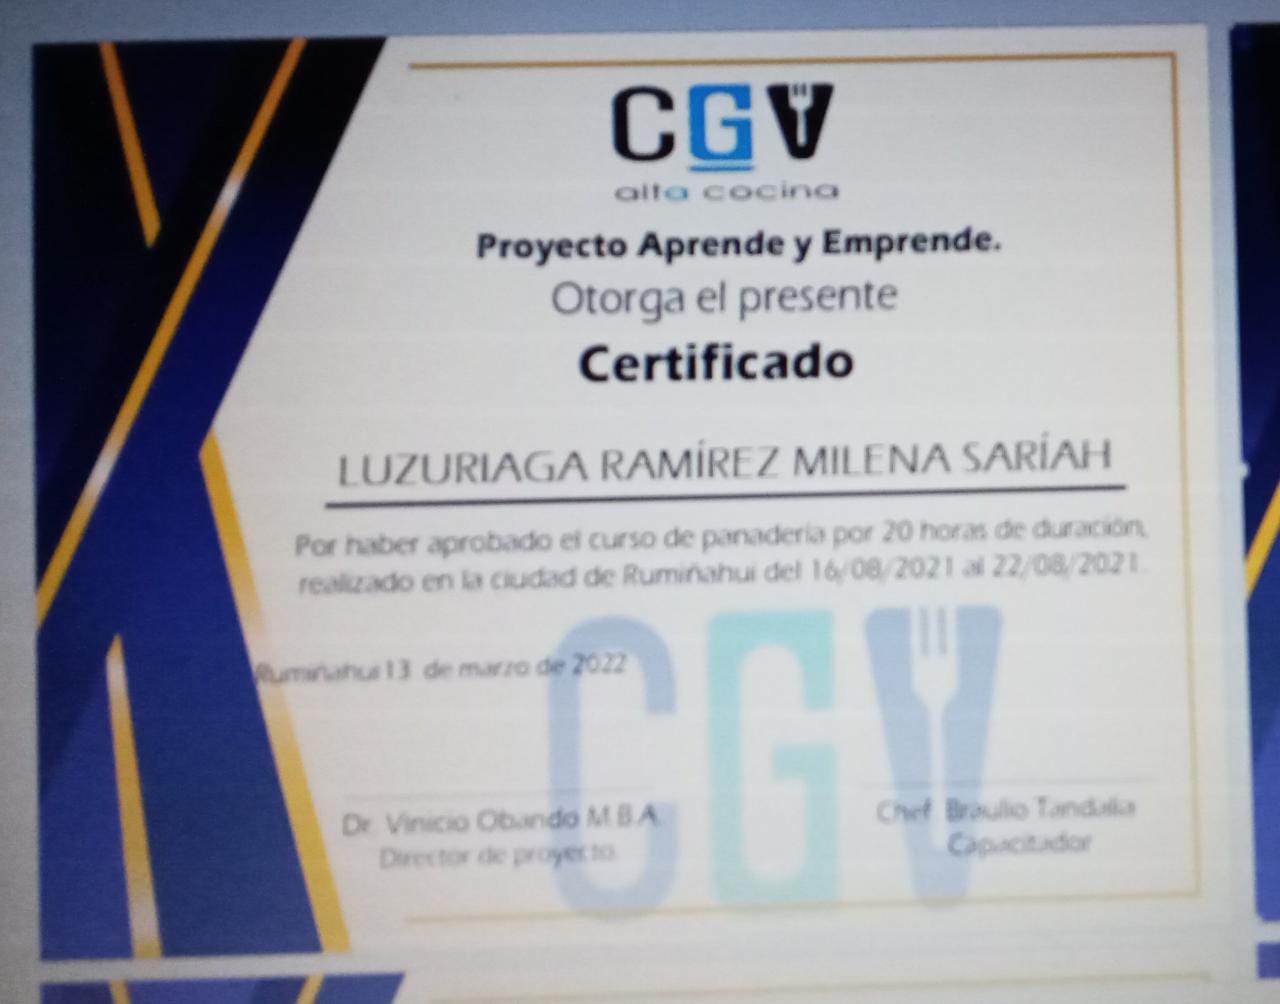 CGV
alta cocina
Proyecto Aprende y Emprende.
Otorga el presente
Certificado
LUZURIAGA RAMÍREZ MILENA SARÍAH
Por haber aprobado el curso de panadería por 20 horas de duración,
realizado en la ciudad de Rumiñahui del 16/08/2021 al 22/08/2021.
Rumiñahui 13 de marzo de 2022
CGV
Dr. Vinicio Obando M.B.A.
Director de proyecto.
Chef. Braulio Tandalia
Capacitador